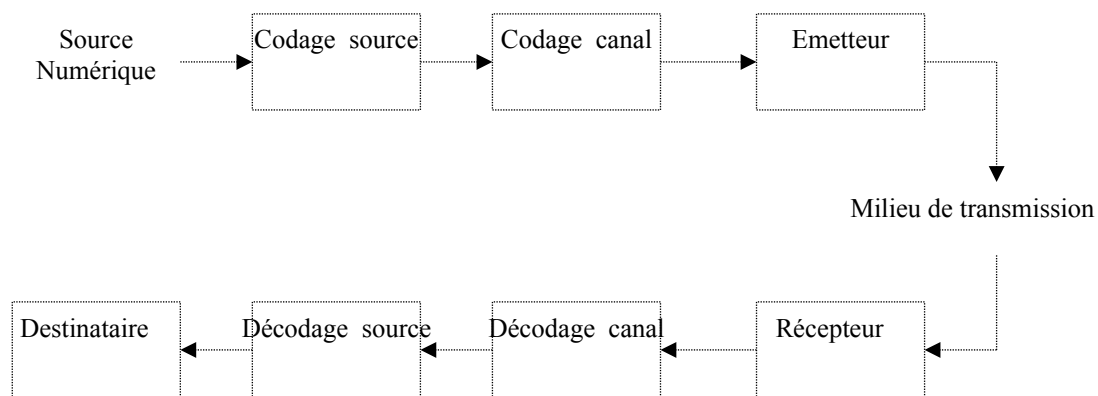 Source
Numérique
Codage source
Codage canal
Emetteur
Milieu de transmission
Destinataire
Décodage source
Décodage canal
Récepteur